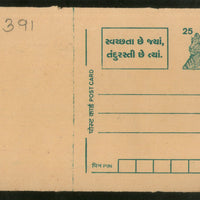 391
સ્વચ્છતા છે જ્યાં,
તંદુરસ્તી છે ત્યાં.
25
पोस्ट कार्ड POST CARD
पिन PIN